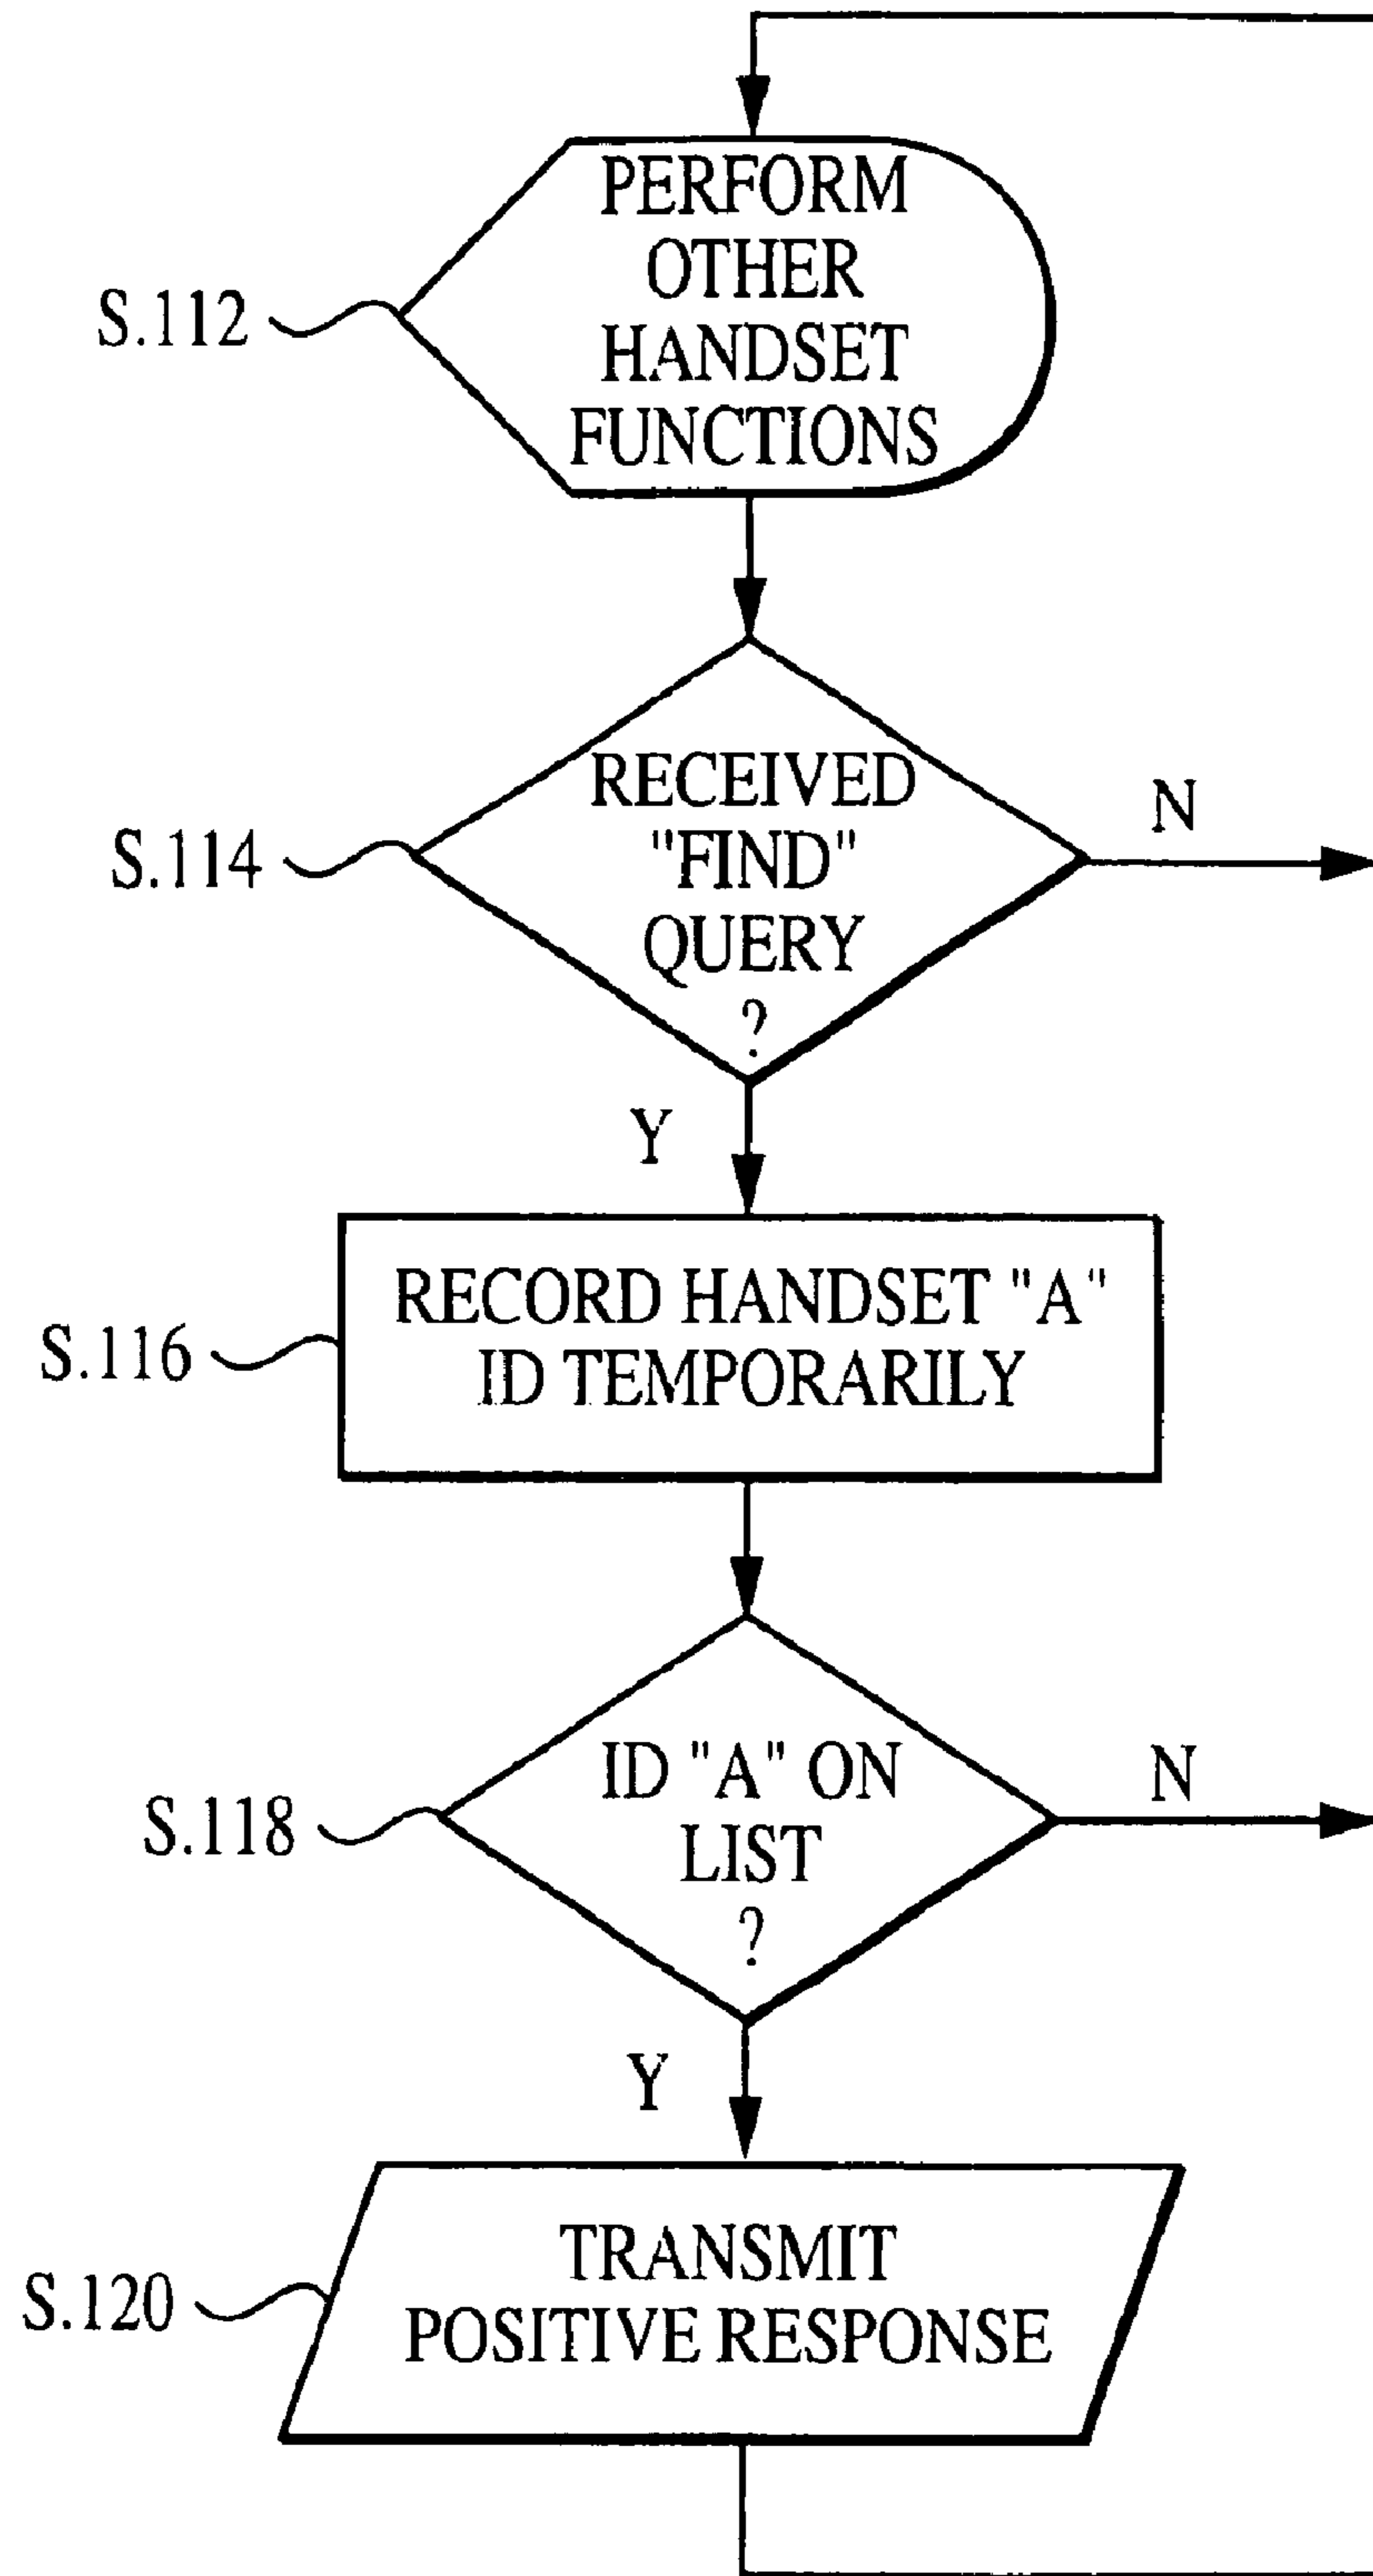 PERFORM
OTHER
HANDSET
FUNCTIONS
S.112
RECEIVED
"FIND"
QUERY
?
S.114
N
Y
RECORD HANDSET "A"
ID TEMPORARILY
S.116
ID "A" ON
LIST
?
S.118
N
Y
TRANSMIT
POSITIVE RESPONSE
S.120